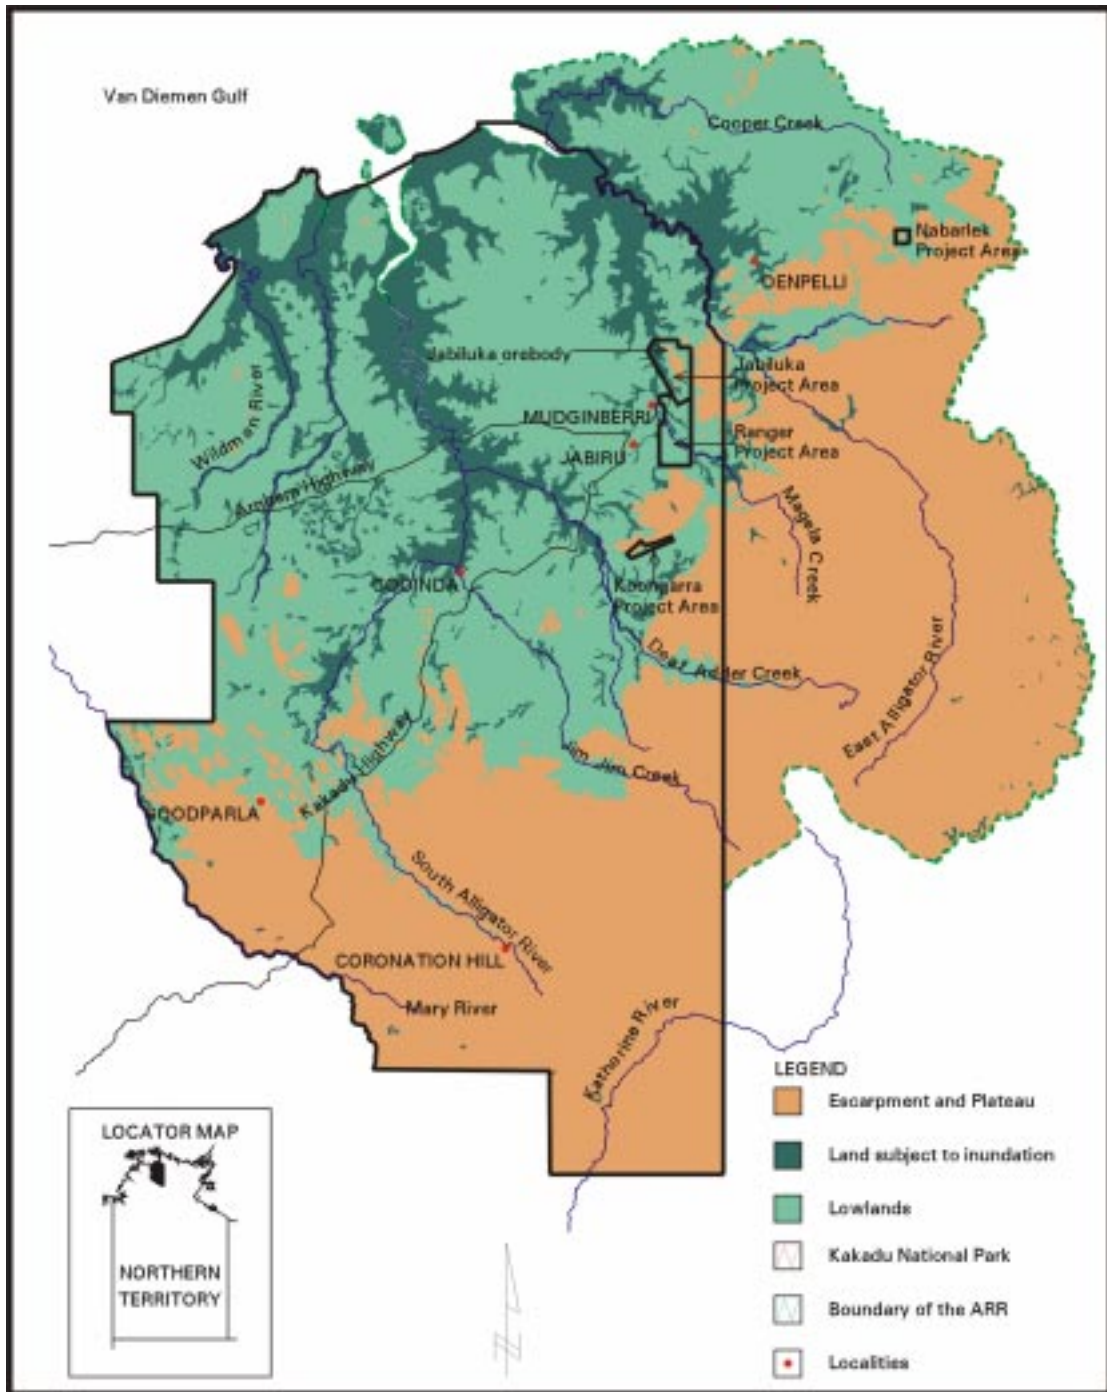 Van Diemen Gulf
Cooper Creek
Nabarlek
Project Area
OENPELLI
Jabiluka orebody
Jabiluka
Project Area
MUDGINBERRI
Ranger
Project Area
JABIRU
Wildman River
Arnhem Highway
Magela Creek
COOINDA
Koongarra
Project Area
Deaf Adder Creek
East Alligator River
Jim Jim Creek
Kakadu Highway
GOODPARLA
South Alligator River
CORONATION HILL
Mary River
Katherine River
LEGEND
Escarpment and Plateau
Land subject to inundation
Lowlands
Kakadu National Park
Boundary of the ARR
Localities
LOCATOR MAP
NORTHERN
TERRITORY
N